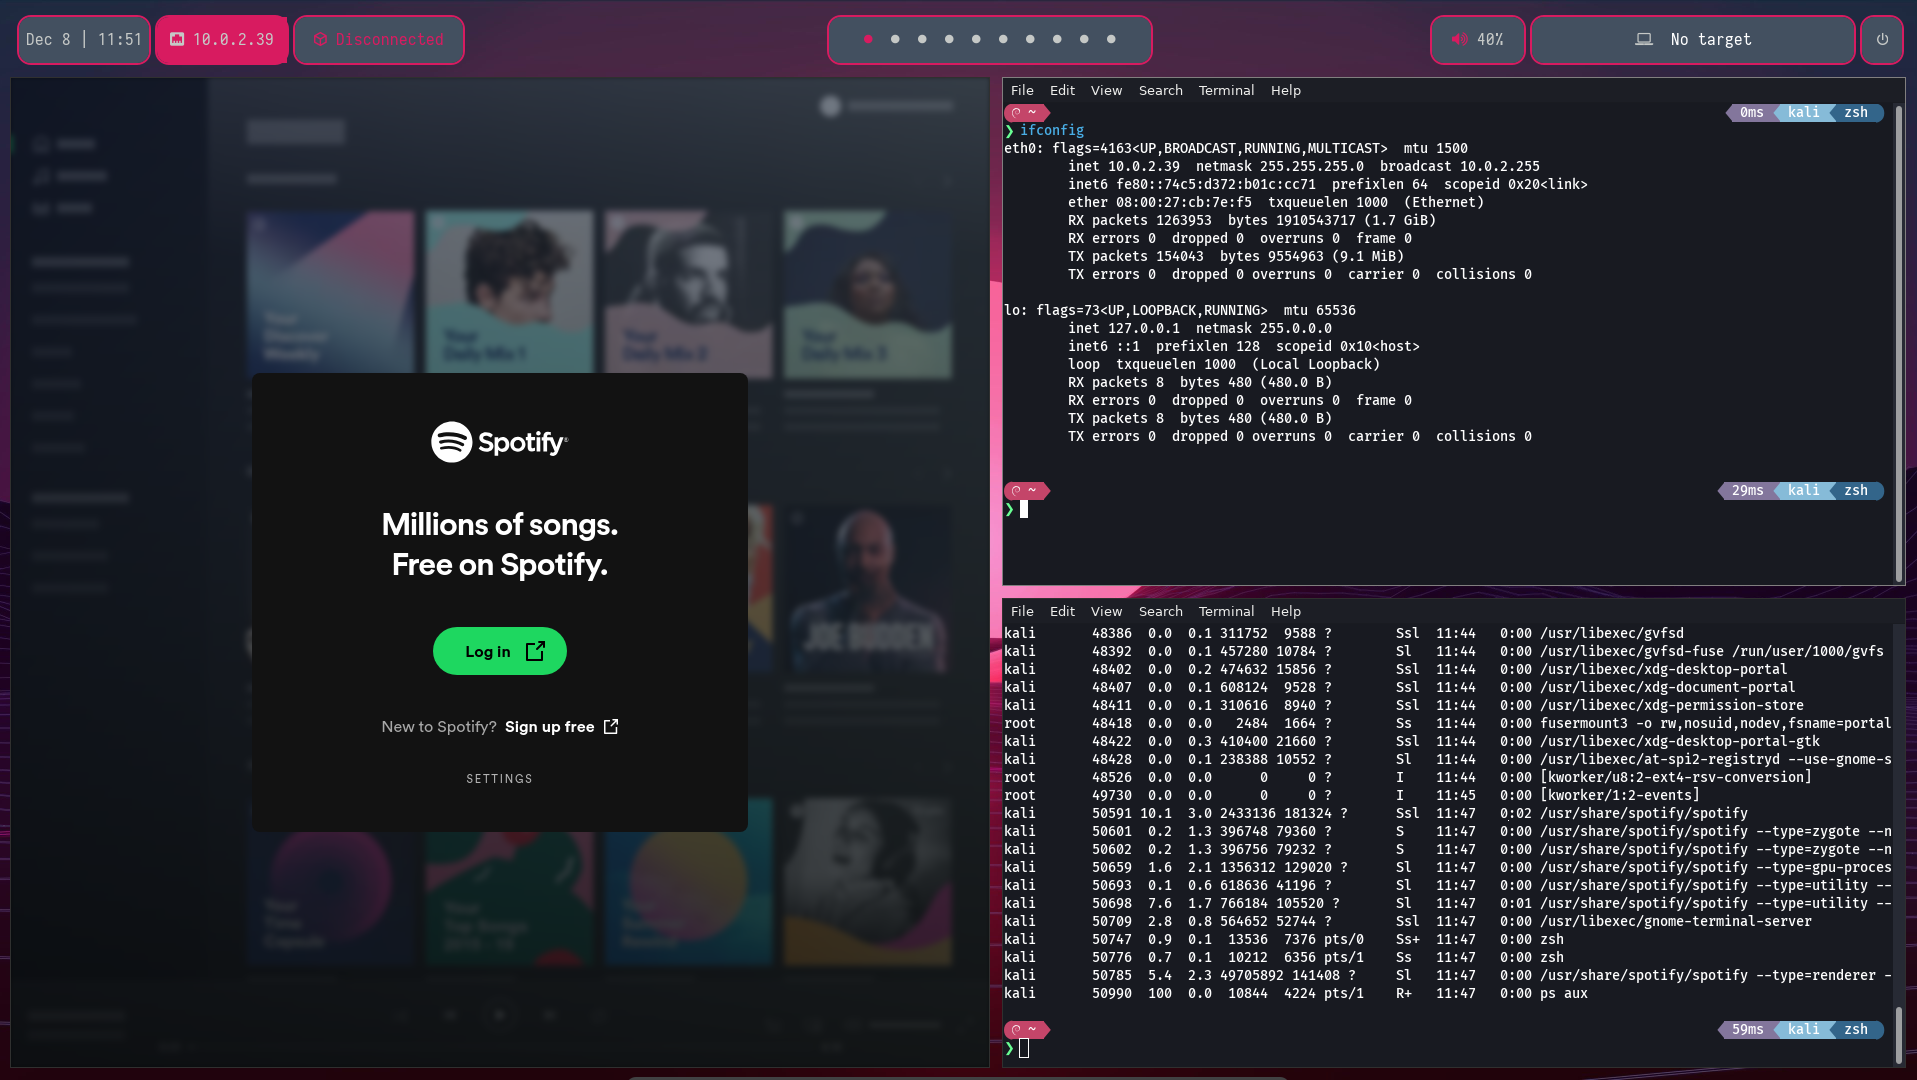 Dec 8 | 11:51
10.0.2.39
Disconnected
40%
No target
Your
Discover
Weekly
Your
Daily Mix 1
Your
Daily Mix 2
Your
Daily Mix 3
Spotify®
Millions of songs.
Free on Spotify.
Log in
New to Spotify? Sign up free
SETTINGS
JOE BUDDEN
Your
Time
Capsule
Your
Top Songs
File Edit View Search Terminal Help
~ 0ms kali zsh
❯ ifconfig
eth0: flags=4163<UP,BROADCAST,RUNNING,MULTICAST>  mtu 1500
        inet 10.0.2.39  netmask 255.255.255.0  broadcast 10.0.2.255
        inet6 fe80::74c5:d372:b01c:cc71  prefixlen 64  scopeid 0x20<link>
        ether 08:00:27:cb:7e:f5  txqueuelen 1000  (Ethernet)
        RX packets 1263953  bytes 1910543717 (1.7 GiB)
        RX errors 0  dropped 0  overruns 0  frame 0
        TX packets 154043  bytes 9554963 (9.1 MiB)
        TX errors 0  dropped 0 overruns 0  carrier 0  collisions 0
lo: flags=73<UP,LOOPBACK,RUNNING>  mtu 65536
        inet 127.0.0.1  netmask 255.0.0.0
        inet6 ::1  prefixlen 128  scopeid 0x10<host>
        loop  txqueuelen 1000  (Local Loopback)
        RX packets 8  bytes 480 (480.0 B)
        RX errors 0  dropped 0  overruns 0  frame 0
        TX packets 8  bytes 480 (480.0 B)
        TX errors 0  dropped 0 overruns 0  carrier 0  collisions 0
~ 29ms kali zsh
❯
File Edit View Search Terminal Help
kali       48386  0.0  0.1 311752  9588 ?        Ssl  11:44   0:00 /usr/libexec/gvfsd
kali       48392  0.0  0.1 457280 10784 ?        Sl   11:44   0:00 /usr/libexec/gvfsd-fuse /run/user/1000/gvfs
kali       48402  0.0  0.2 474632 15856 ?        Ssl  11:44   0:00 /usr/libexec/xdg-desktop-portal
kali       48407  0.0  0.1 608124  9528 ?        Ssl  11:44   0:00 /usr/libexec/xdg-document-portal
kali       48411  0.0  0.1 310616  8940 ?        Ssl  11:44   0:00 /usr/libexec/xdg-permission-store
root       48418  0.0  0.0   2484  1664 ?        Ss   11:44   0:00 fusermount3 -o rw,nosuid,nodev,fsname=portal
kali       48422  0.0  0.3 410400 21660 ?        Ssl  11:44   0:00 /usr/libexec/xdg-desktop-portal-gtk
kali       48428  0.0  0.1 238388 10552 ?        Sl   11:44   0:00 /usr/libexec/at-spi2-registryd --use-gnome-s
root       48526  0.0  0.0      0     0 ?        I    11:44   0:00 [kworker/u8:2-ext4-rsv-conversion]
root       49730  0.0  0.0      0     0 ?        I    11:45   0:00 [kworker/1:2-events]
kali       50591 10.1  3.0 2433136 181324 ?      Ssl  11:47   0:02 /usr/share/spotify/spotify
kali       50601  0.2  1.3 396748 79360 ?        S    11:47   0:00 /usr/share/spotify/spotify --type=zygote --n
kali       50602  0.2  1.3 396756 79232 ?        S    11:47   0:00 /usr/share/spotify/spotify --type=zygote --n
kali       50659  1.6  2.1 1356312 129020 ?      Sl   11:47   0:00 /usr/share/spotify/spotify --type=gpu-proces
kali       50693  0.1  0.6 618636 41196 ?        Sl   11:47   0:00 /usr/share/spotify/spotify --type=utility --
kali       50698  7.6  1.7 766184 105520 ?       Sl   11:47   0:01 /usr/share/spotify/spotify --type=utility --
kali       50709  2.8  0.8 564652 52744 ?        Ssl  11:47   0:00 /usr/libexec/gnome-terminal-server
kali       50747  0.9  0.1  13536  7376 pts/0    Ss+  11:47   0:00 zsh
kali       50776  0.7  0.1  10212  6356 pts/1    Ss   11:47   0:00 zsh
kali       50785  5.4  2.3 49705892 141408 ?     Sl   11:47   0:00 /usr/share/spotify/spotify --type=renderer -
kali       50990  100  0.0  10844  4224 pts/1    R+   11:47   0:00 ps aux
~ 59ms kali zsh
❯